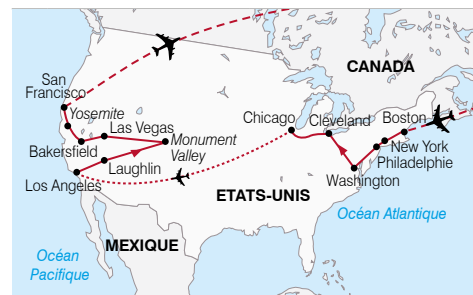 CANADA
San
Francisco
Yosemite
Las Vegas
Bakersfield
Monument
Valley
Laughlin
Los Angeles
Chicago
Cleveland
Boston
New York
Philadelphie
Washington
ETATS-UNIS
Océan Atlantique
MEXIQUE
Océan
Pacifique